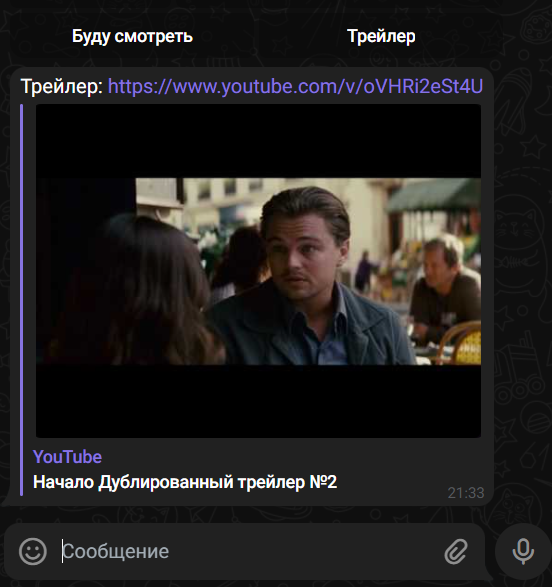 Буду смотреть
Трейлер
Трейлер: https://www.youtube.com/v/oVHRi2eSt4U
YouTube
Начало Дублированный трейлер №2
21:33
Сообщение